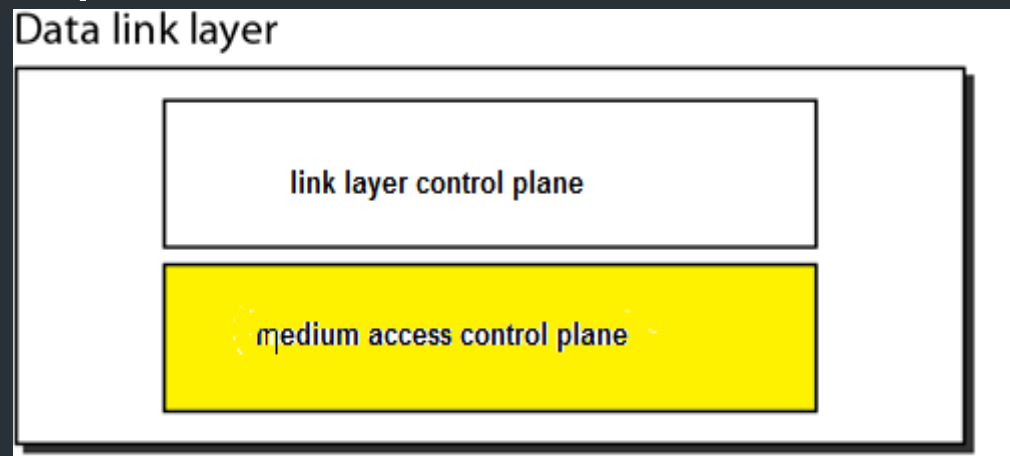 Data link layer
link layer control plane
medium access control plane